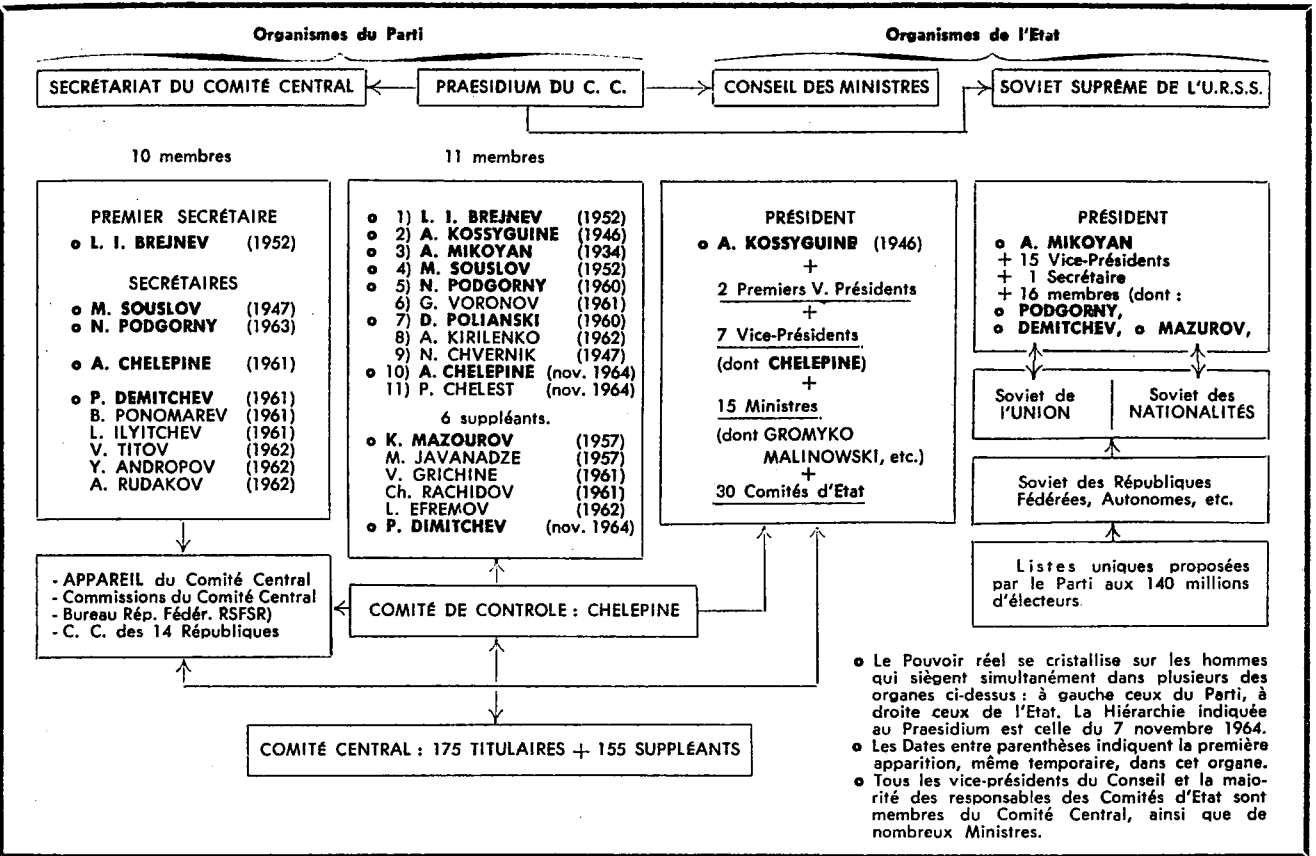 Organismes du Parti
Organismes de l'Etat
SECRÉTARIAT DU COMITÉ CENTRAL
PRAESIDIUM DU C. C.
CONSEIL DES MINISTRES
SOVIET SUPRÊME DE L'U.R.S.S.
10 membres
PREMIER SECRÉTAIRE
L. I. BREJNEV (1952)
SECRÉTAIRES
M. SOUSLOV (1947)
N. PODGORNY (1963)
A. CHELEPINE (1961)
P. DEMITCHEV (1961)
B. PONOMAREV (1961)
L. ILYITCHEV (1961)
V. TITOV (1962)
Y. ANDROPOV (1962)
A. RUDAKOV (1962)
11 membres
1) L. I. BREJNEV (1952)
2) A. KOSSYGUINE (1946)
3) A. MIKOYAN (1934)
4) M. SOUSLOV (1952)
5) N. PODGORNY (1960)
6) G. VORONOV (1961)
7) D. POLIANSKI (1960)
8) A. KIRILENKO (1962)
9) N. CHVERNIK (1947)
10) A. CHELEPINE (nov. 1964)
11) P. CHELEST (nov. 1964)
6 suppléants.
K. MAZOUROV (1957)
M. JAVANADZE (1957)
V. GRICHINE (1961)
Ch. RACHIDOV (1961)
L. EFREMOV (1962)
P. DIMITCHEV (nov. 1964)
PRÉSIDENT
A. KOSSYGUINE (1946)
+
2 Premiers V. Présidents
+
7 Vice-Présidents
(dont CHELEPINE)
+
15 Ministres
(dont GROMYKO
MALINOWSKI, etc.)
+
30 Comités d'Etat
PRÉSIDENT
A. MIKOYAN
+ 15 Vice-Présidents
+ 1 Secrétaire
+ 16 membres (dont :
PODGORNY,
DEMITCHEV, o MAZUROV,
Soviet de
l'UNION
Soviet des
NATIONALITÉS
Soviet des Républiques
Fédérées, Autonomes, etc.
Listes uniques proposées
par le Parti aux 140 millions
d'électeurs
- APPAREIL du Comité Central
- Commissions du Comité Central
- Bureau Rép. Fédér. RSFSR)
- C. C. des 14 Républiques
COMITÉ DE CONTROLE : CHELEPINE
COMITÉ CENTRAL : 175 TITULAIRES + 155 SUPPLÉANTS
o Le Pouvoir réel se cristallise sur les hommes
qui siègent simultanément dans plusieurs des
organes ci-dessus : à gauche ceux du Parti, à
droite ceux de l'Etat. La Hiérarchie indiquée
au Praesidium est celle du 7 novembre 1964.
o Les Dates entre parenthèses indiquent la première
apparition, même temporaire, dans cet organe.
o Tous les vice-présidents du Conseil et la majo-
rité des responsables des Comités d'Etat sont
membres du Comité Central, ainsi que de
nombreux Ministres.